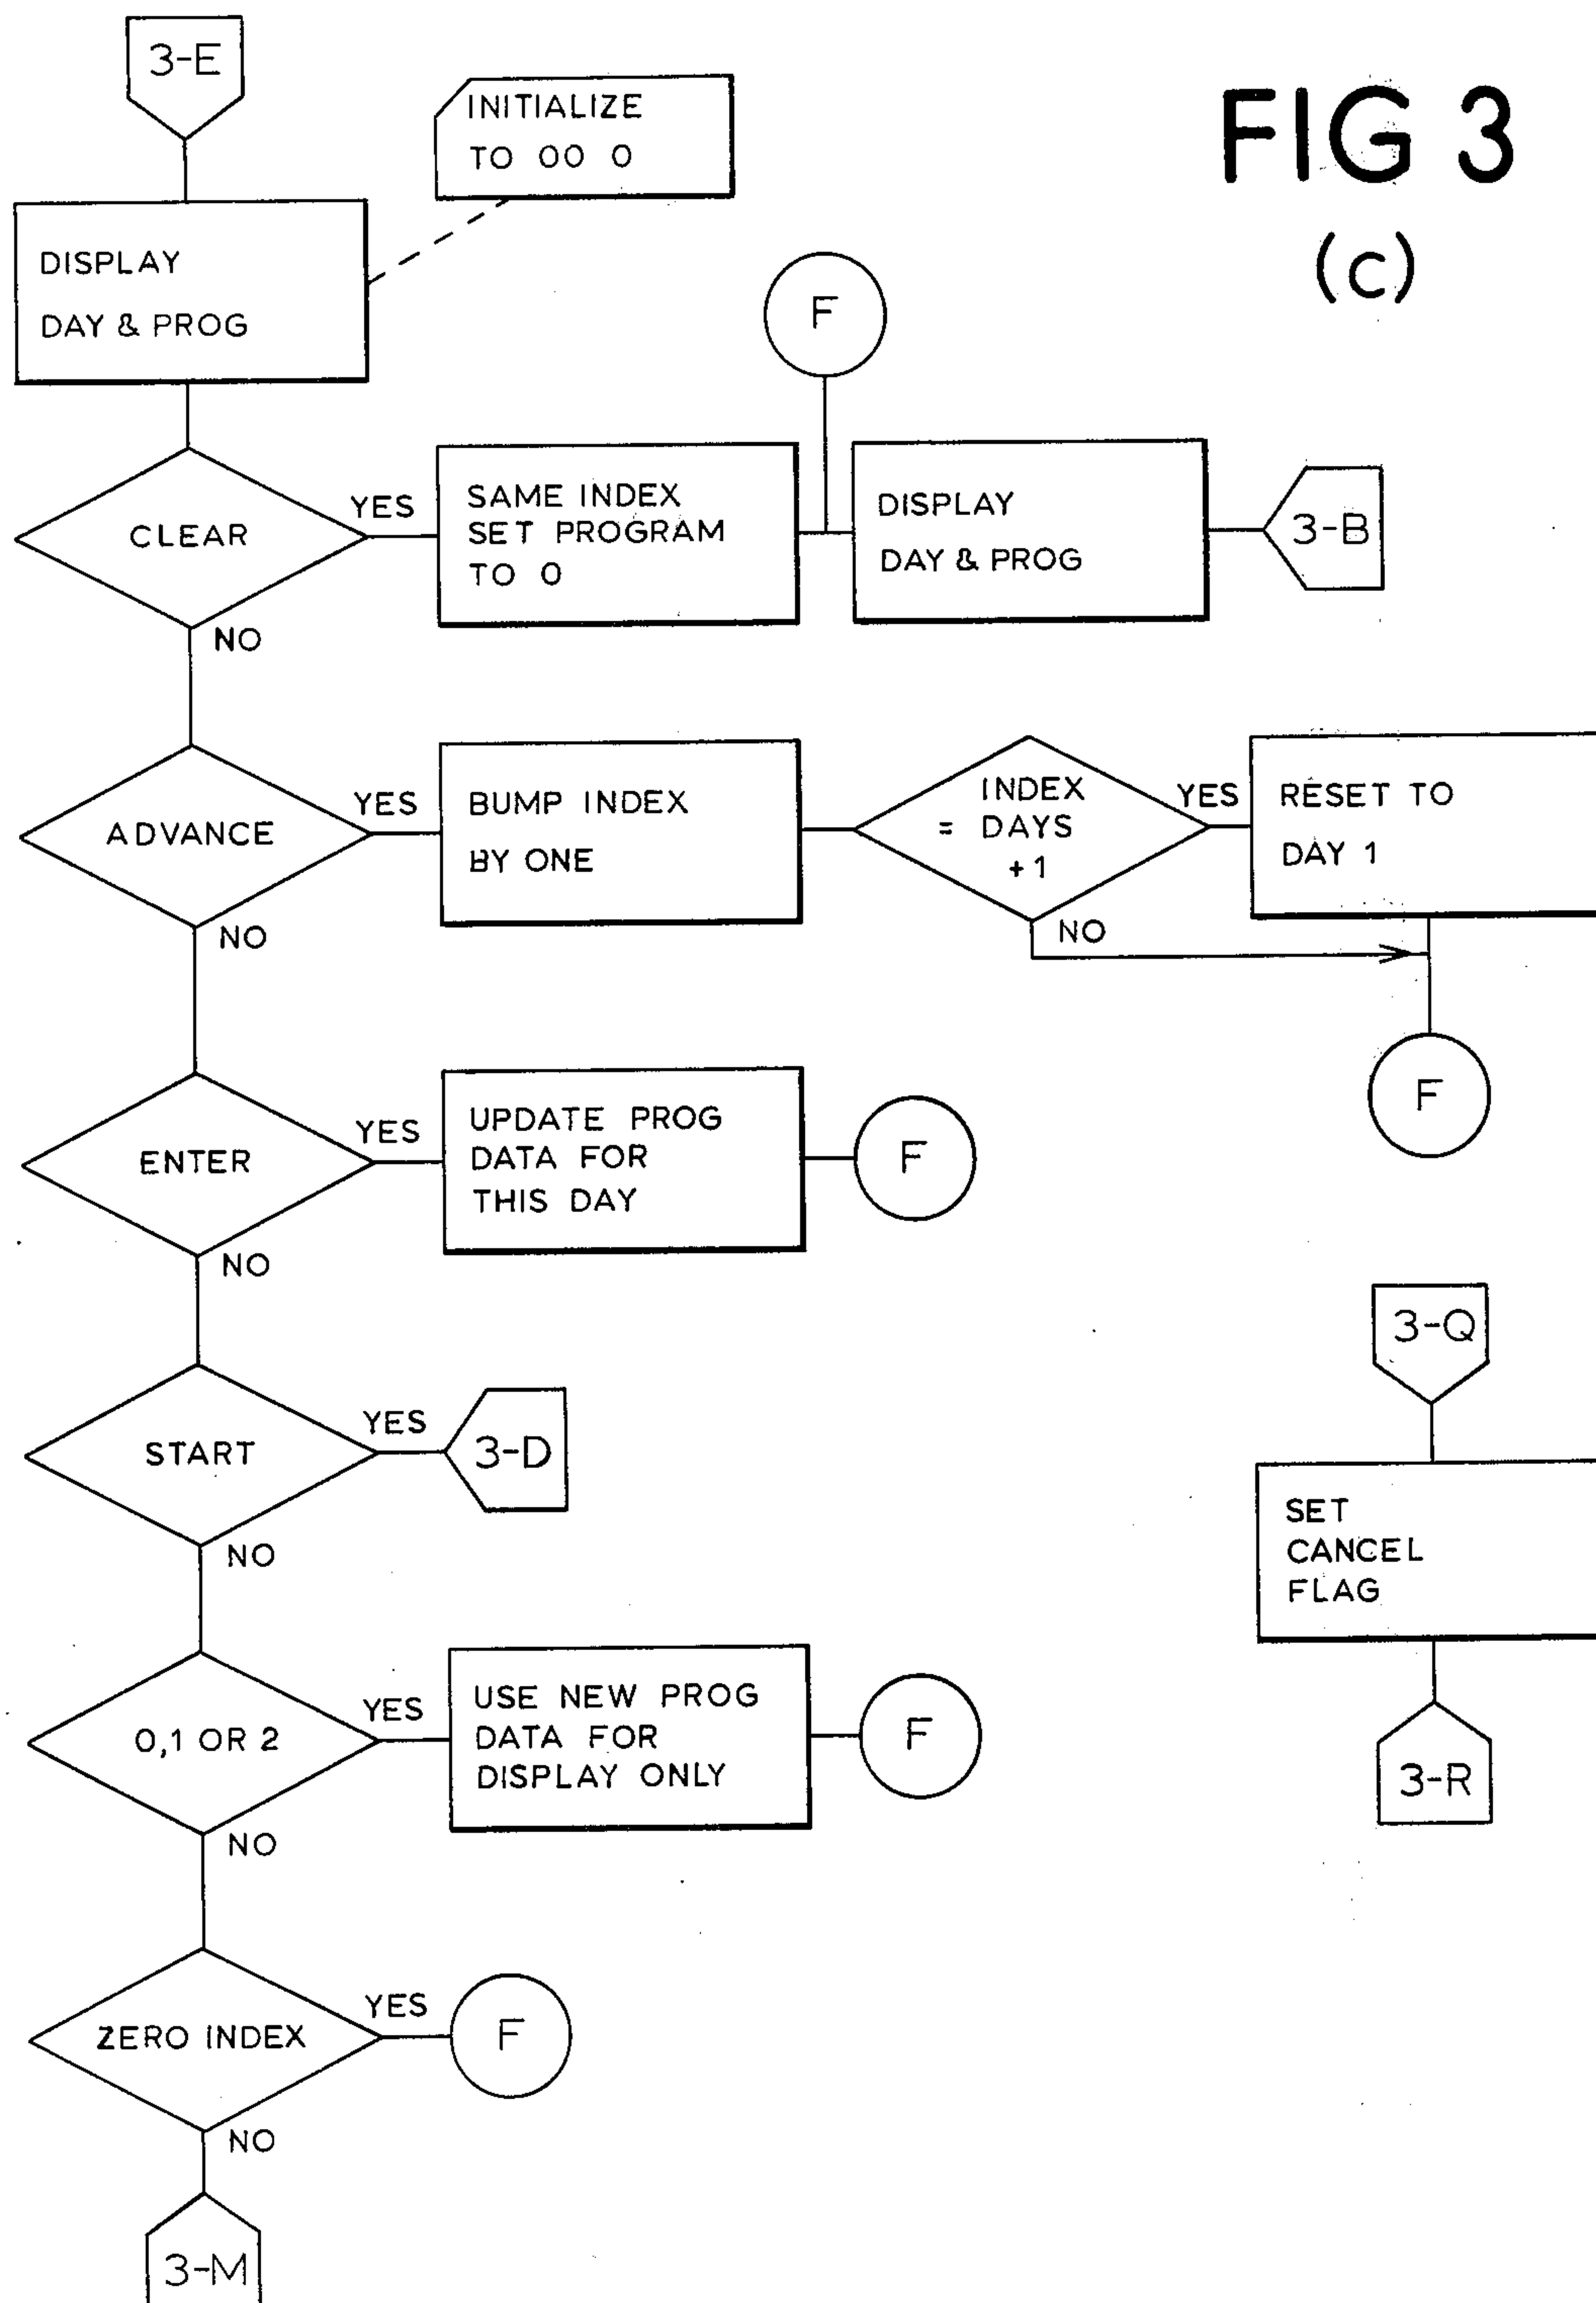 3-E
INITIALIZE
TO 00 0
FIG 3
(c)
DISPLAY
DAY & PROG
F
CLEAR
YES
NO
SAME INDEX
SET PROGRAM
TO 0
DISPLAY
DAY & PROG
3-B
ADVANCE
YES
NO
BUMP INDEX
BY ONE
INDEX
= DAYS
+1
YES
NO
RESET TO
DAY 1
F
ENTER
YES
NO
UPDATE PROG
DATA FOR
THIS DAY
F
START
YES
NO
3-D
3-Q
SET
CANCEL
FLAG
3-R
0,1 OR 2
YES
NO
USE NEW PROG
DATA FOR
DISPLAY ONLY
F
ZERO INDEX
YES
NO
F
3-M